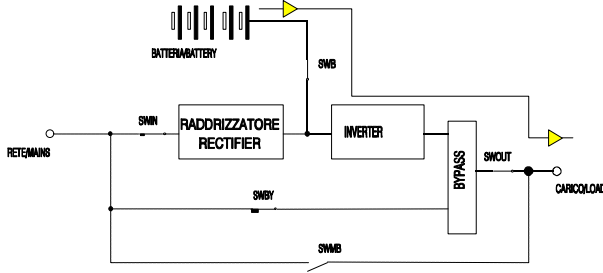 BATTERIA/BATTERY
SWB
SWIN
RADDRIZZATORE
RECTIFIER
INVERTER
RETE/MAINS
BYPASS
SWOUT
CARICO/LOAD
SWBY
SWMB